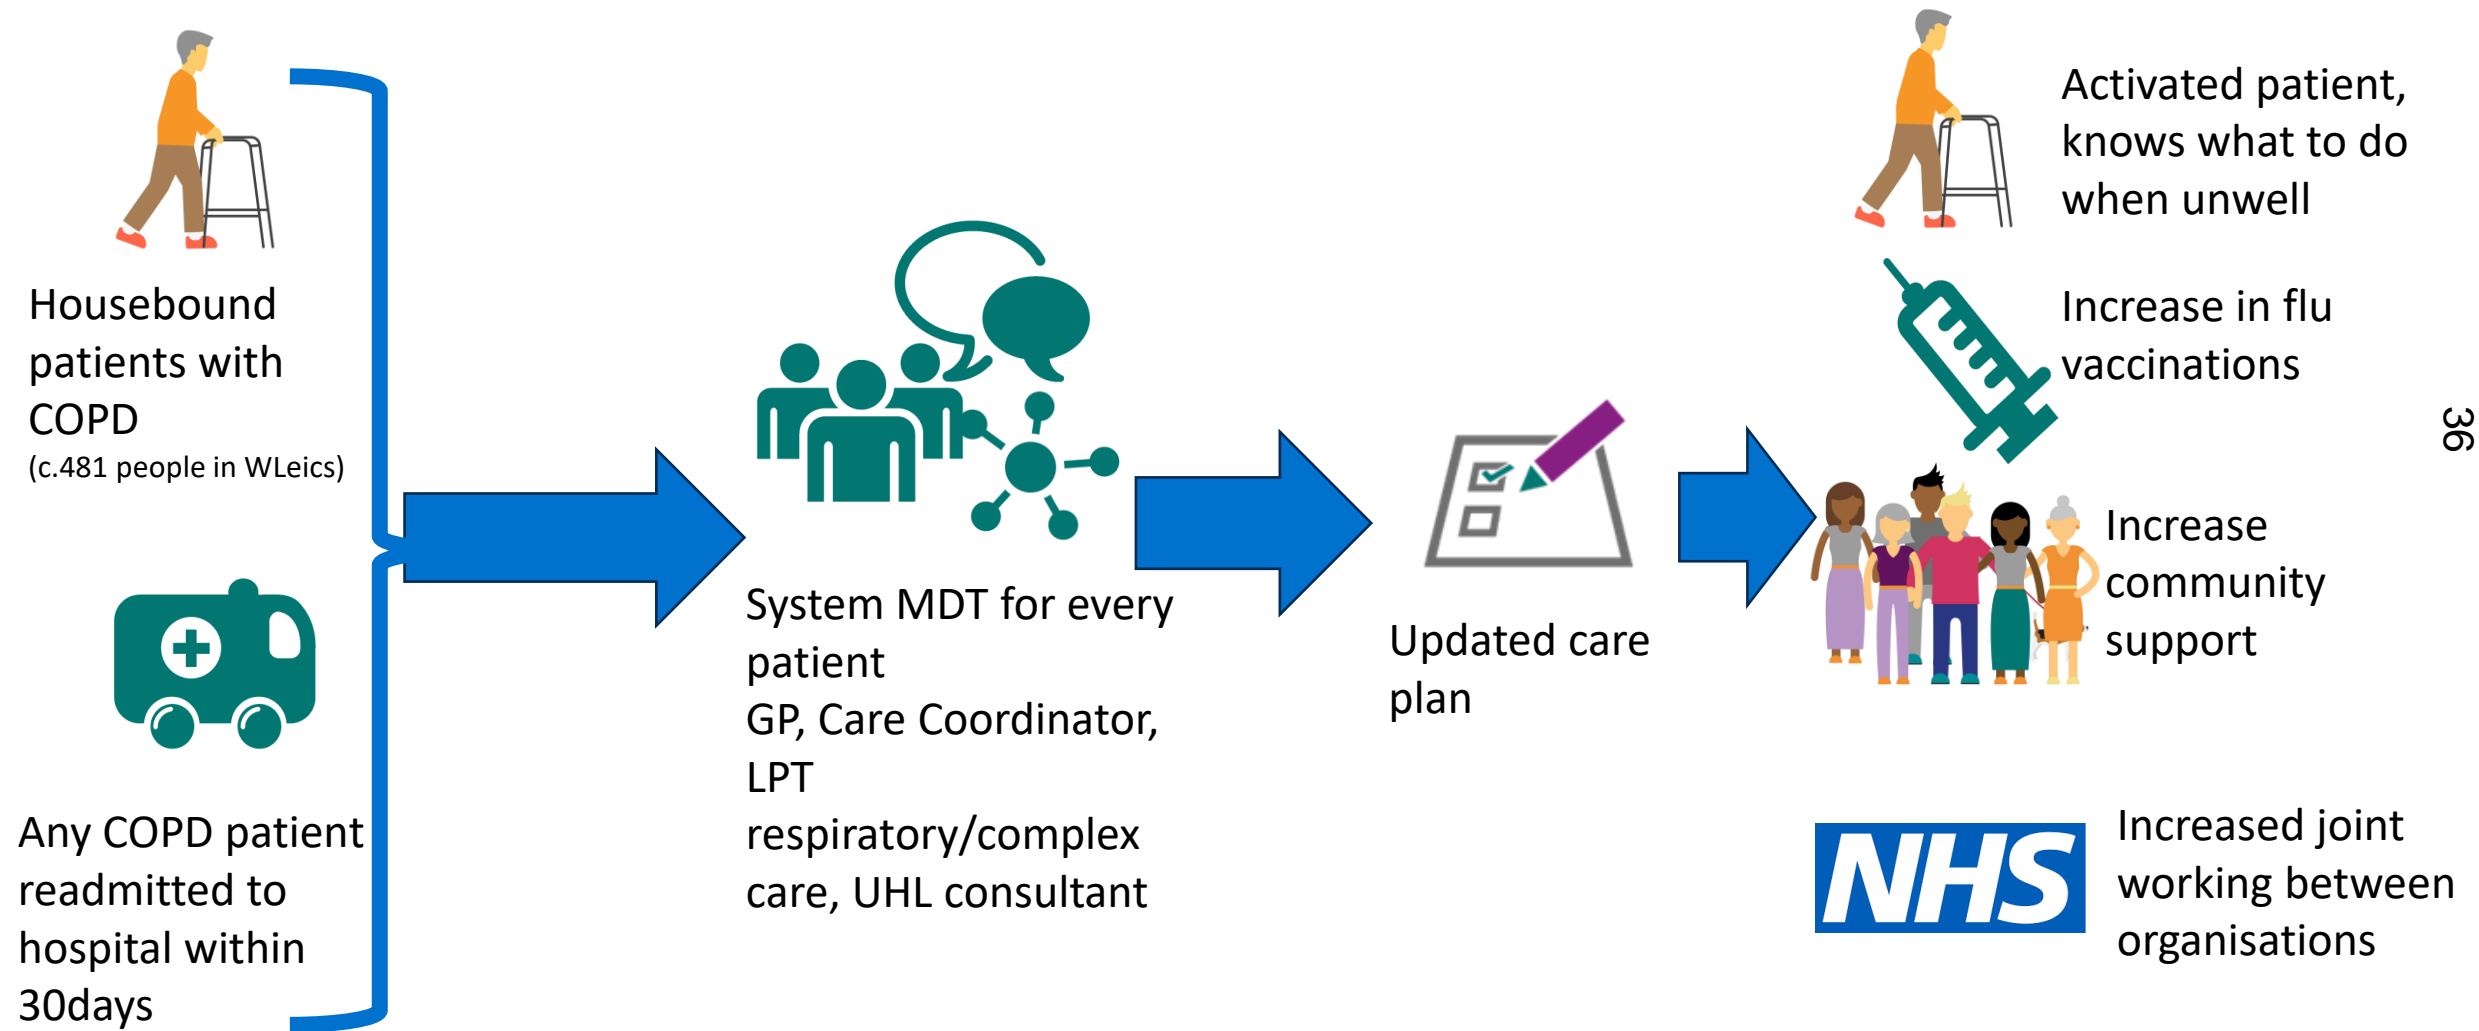 Housebound
patients with
COPD
(c.481 people in WLeics)
Any COPD patient
readmitted to
hospital within
30days
System MDT for every
patient
GP, Care Coordinator,
LPT
respiratory/complex
care, UHL consultant
Updated care
plan
Activated patient,
knows what to do
when unwell
Increase in flu
vaccinations
Increase
community
support
NHS
Increased joint
working between
organisations
36